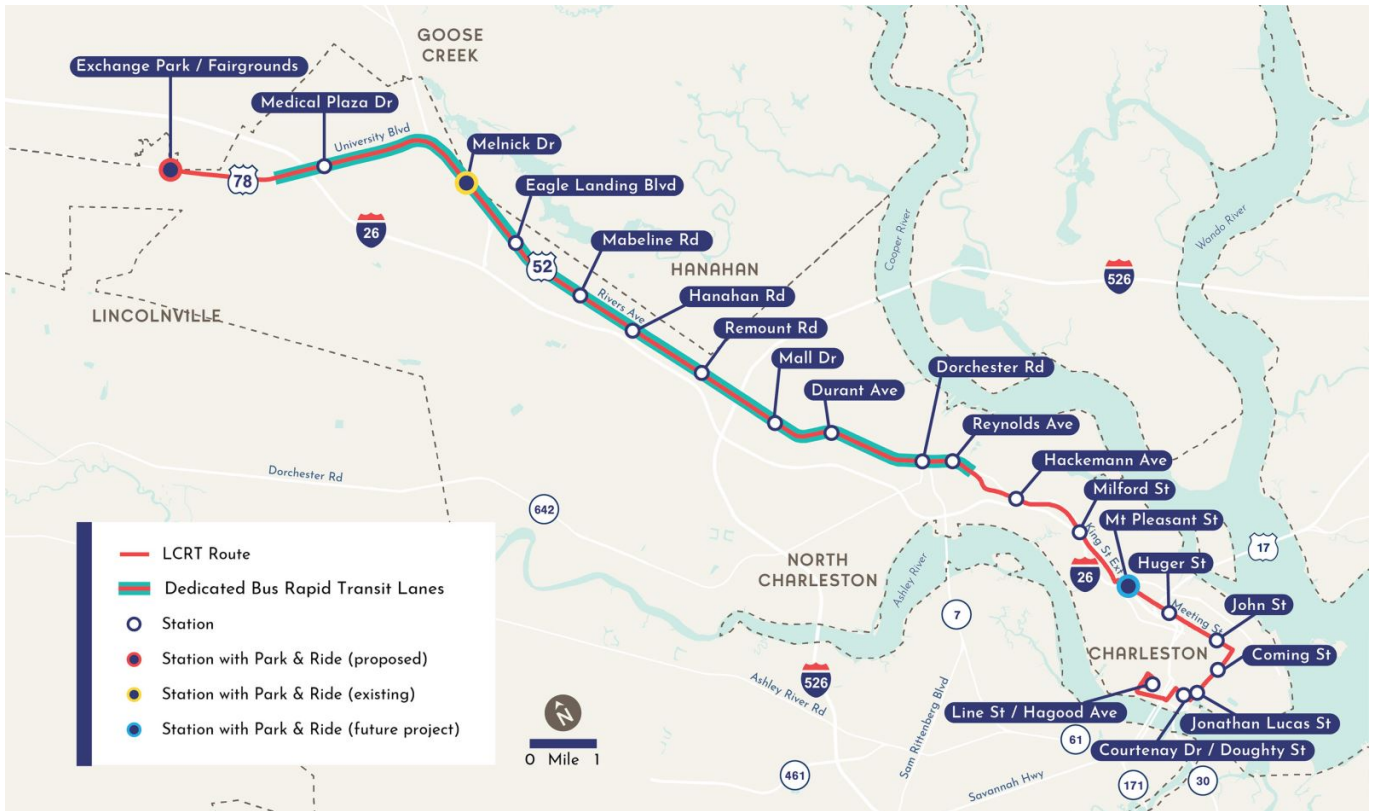 GOOSE
CREEK
Exchange Park / Fairgrounds
Medical Plaza Dr
University Blvd
Melnick Dr
78
Eagle Landing Blvd
26
Mabeline Rd
52
HANAHAN
Cooper River
Wando River
526
Rivers Ave
Hanahan Rd
LINCOLNVILLE
Remount Rd
Mall Dr
Dorchester Rd
Durant Ave
Reynolds Ave
Hackemann Ave
Dorchester Rd
Milford St
642
Mt Pleasant St
King St Ext
17
NORTH
CHARLESTON
Ashley River
26
Huger St
7
Meeting St
John St
CHARLESTON
Coming St
526
Ashley River Rd
Sam Rittenberg Blvd
Line St / Hagood Ave
Jonathan Lucas St
61
Courtenay Dr / Doughty St
461
Savannah Hwy
171
30
LCRT Route
Dedicated Bus Rapid Transit Lanes
Station
Station with Park & Ride (proposed)
Station with Park & Ride (existing)
Station with Park & Ride (future project)
N
0 Mile 1